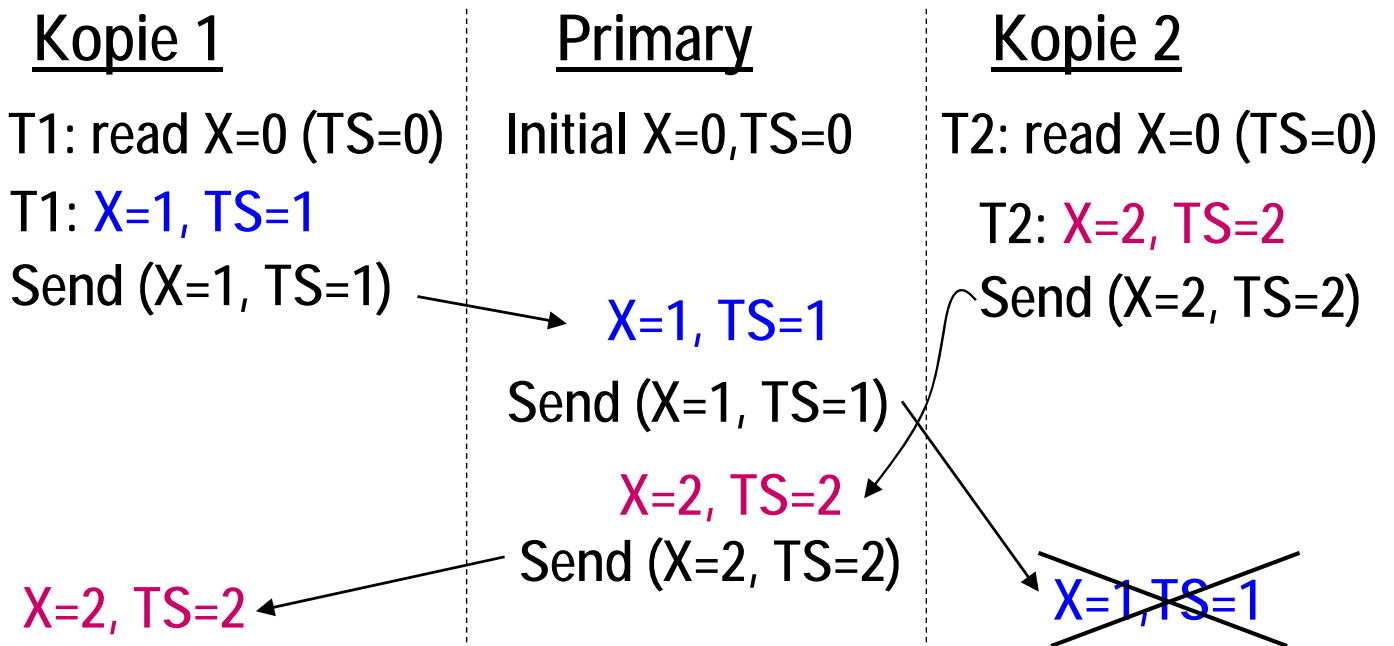 Kopie 1
T1: read X=0 (TS=0)
T1: X=1, TS=1
Send (X=1, TS=1)
X=2, TS=2
Primary
Initial X=0,TS=0
X=1, TS=1
Send (X=1, TS=1)
X=2, TS=2
Send (X=2, TS=2)
Kopie 2
T2: read X=0 (TS=0)
T2: X=2, TS=2
Send (X=2, TS=2)
X=1,TS=1